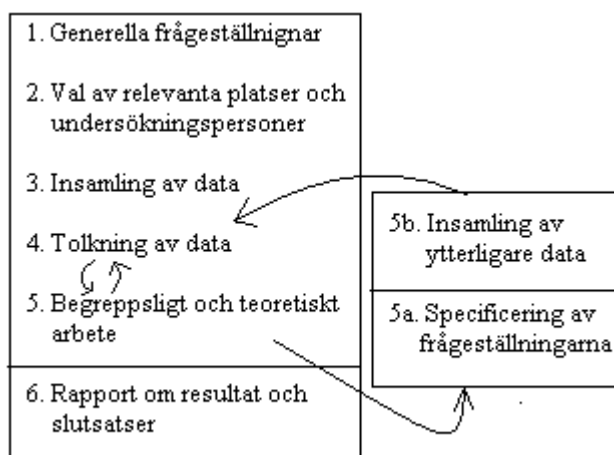 1. Generella frågeställnignar
2. Val av relevanta platser och
undersökningspersoner
3. Insamling av data
4. Tolkning av data
5. Begreppsligt och teoretiskt
arbete
6. Rapport om resultat och
slutsatser
5b. Insamling av
ytterligare data
5a. Specificering av
frågeställningarna